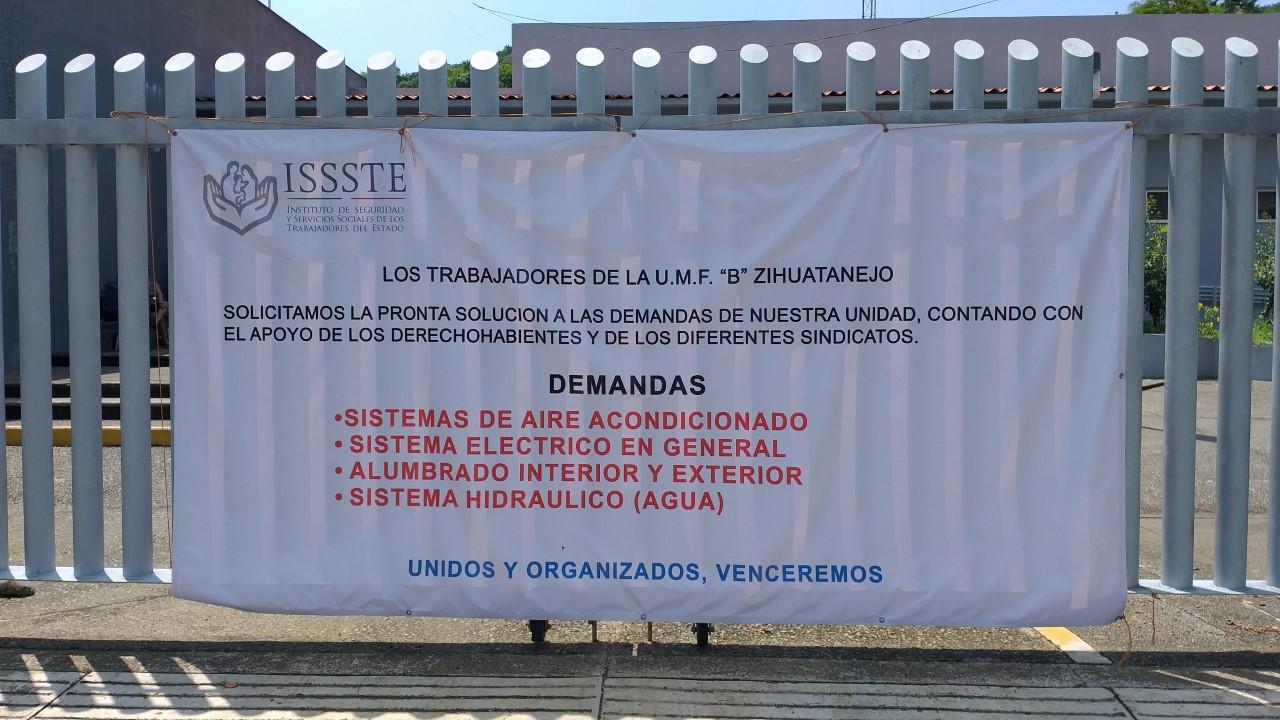 ISSSTE
INSTITUTO DE SEGURIDAD
Y SERVICIOS SOCIALES DE LOS
TRABAJADORES DEL ESTADO
LOS TRABAJADORES DE LA U.M.F. “B” ZIHUATANEJO
SOLICITAMOS LA PRONTA SOLUCION A LAS DEMANDAS DE NUESTRA UNIDAD, CONTANDO CON
EL APOYO DE LOS DERECHOHABIENTES Y DE LOS DIFERENTES SINDICATOS.
DEMANDAS
•SISTEMAS DE AIRE ACONDICIONADO
• SISTEMA ELECTRICO EN GENERAL
• ALUMBRADO INTERIOR Y EXTERIOR
• SISTEMA HIDRAULICO (AGUA)
UNIDOS Y ORGANIZADOS, VENCEREMOS